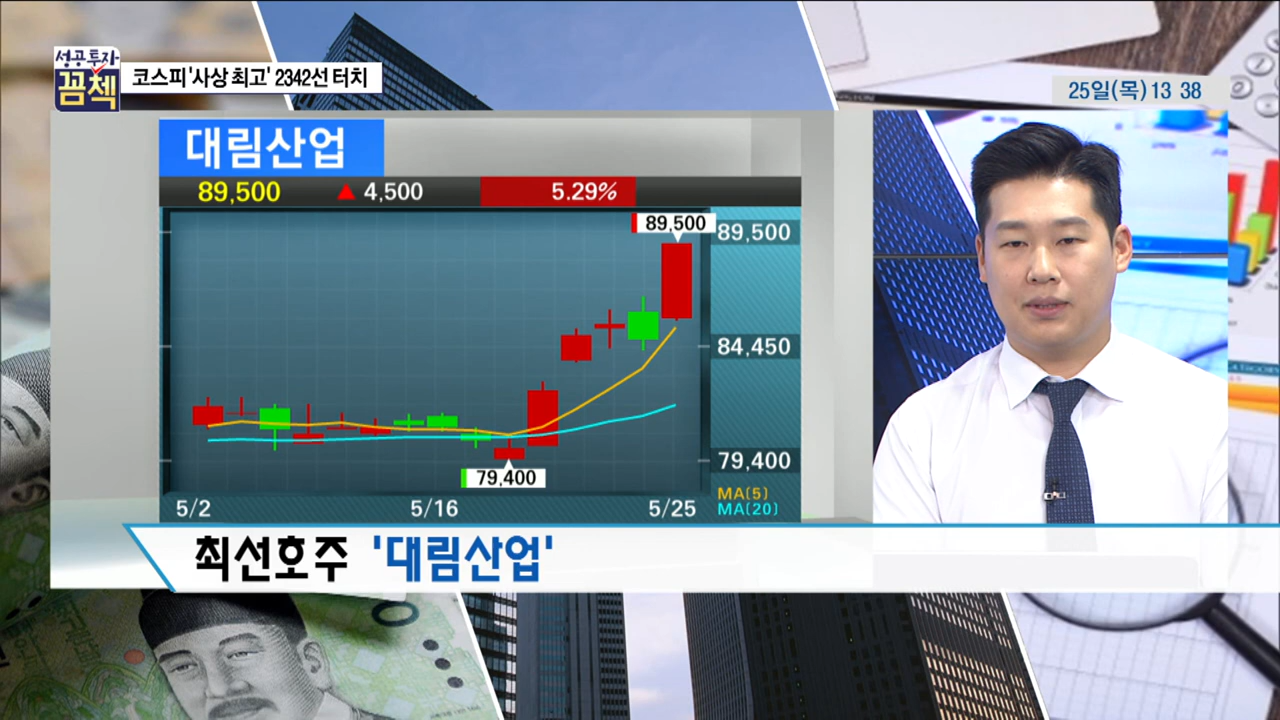 성공투자
꼼첵
코스피 '사상 최고' 2342선 터치
25일(목) 13 38
대림산업
89,500 ▲ 4,500 5.29%
89,500
89,500
84,450
79,400
79,400
5/2 5/16 5/25
MA(5)
MA(20)
최선호주 '대림산업'